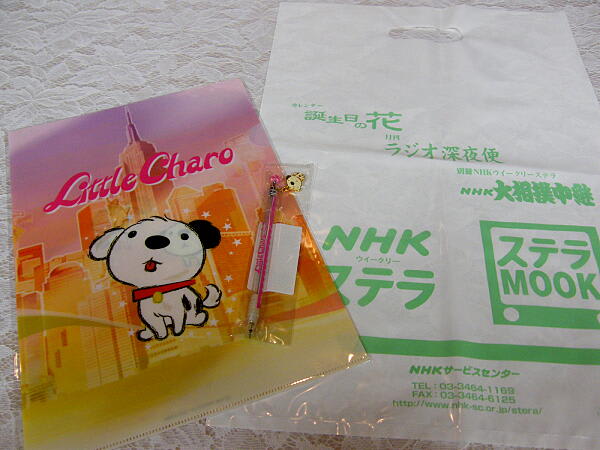 Little Charo
カレンダー
誕生日の花
月刊
ラジオ深夜便
別冊NHKウイークリーステラ
NHK大相撲中継
NHK
ウイークリー
ステラ
ステラ
MOOK
NHKサービスセンター
TEL：03-3464-1169
FAX：03-3464-6125
http://www.nhk-sc.or.jp/stera/